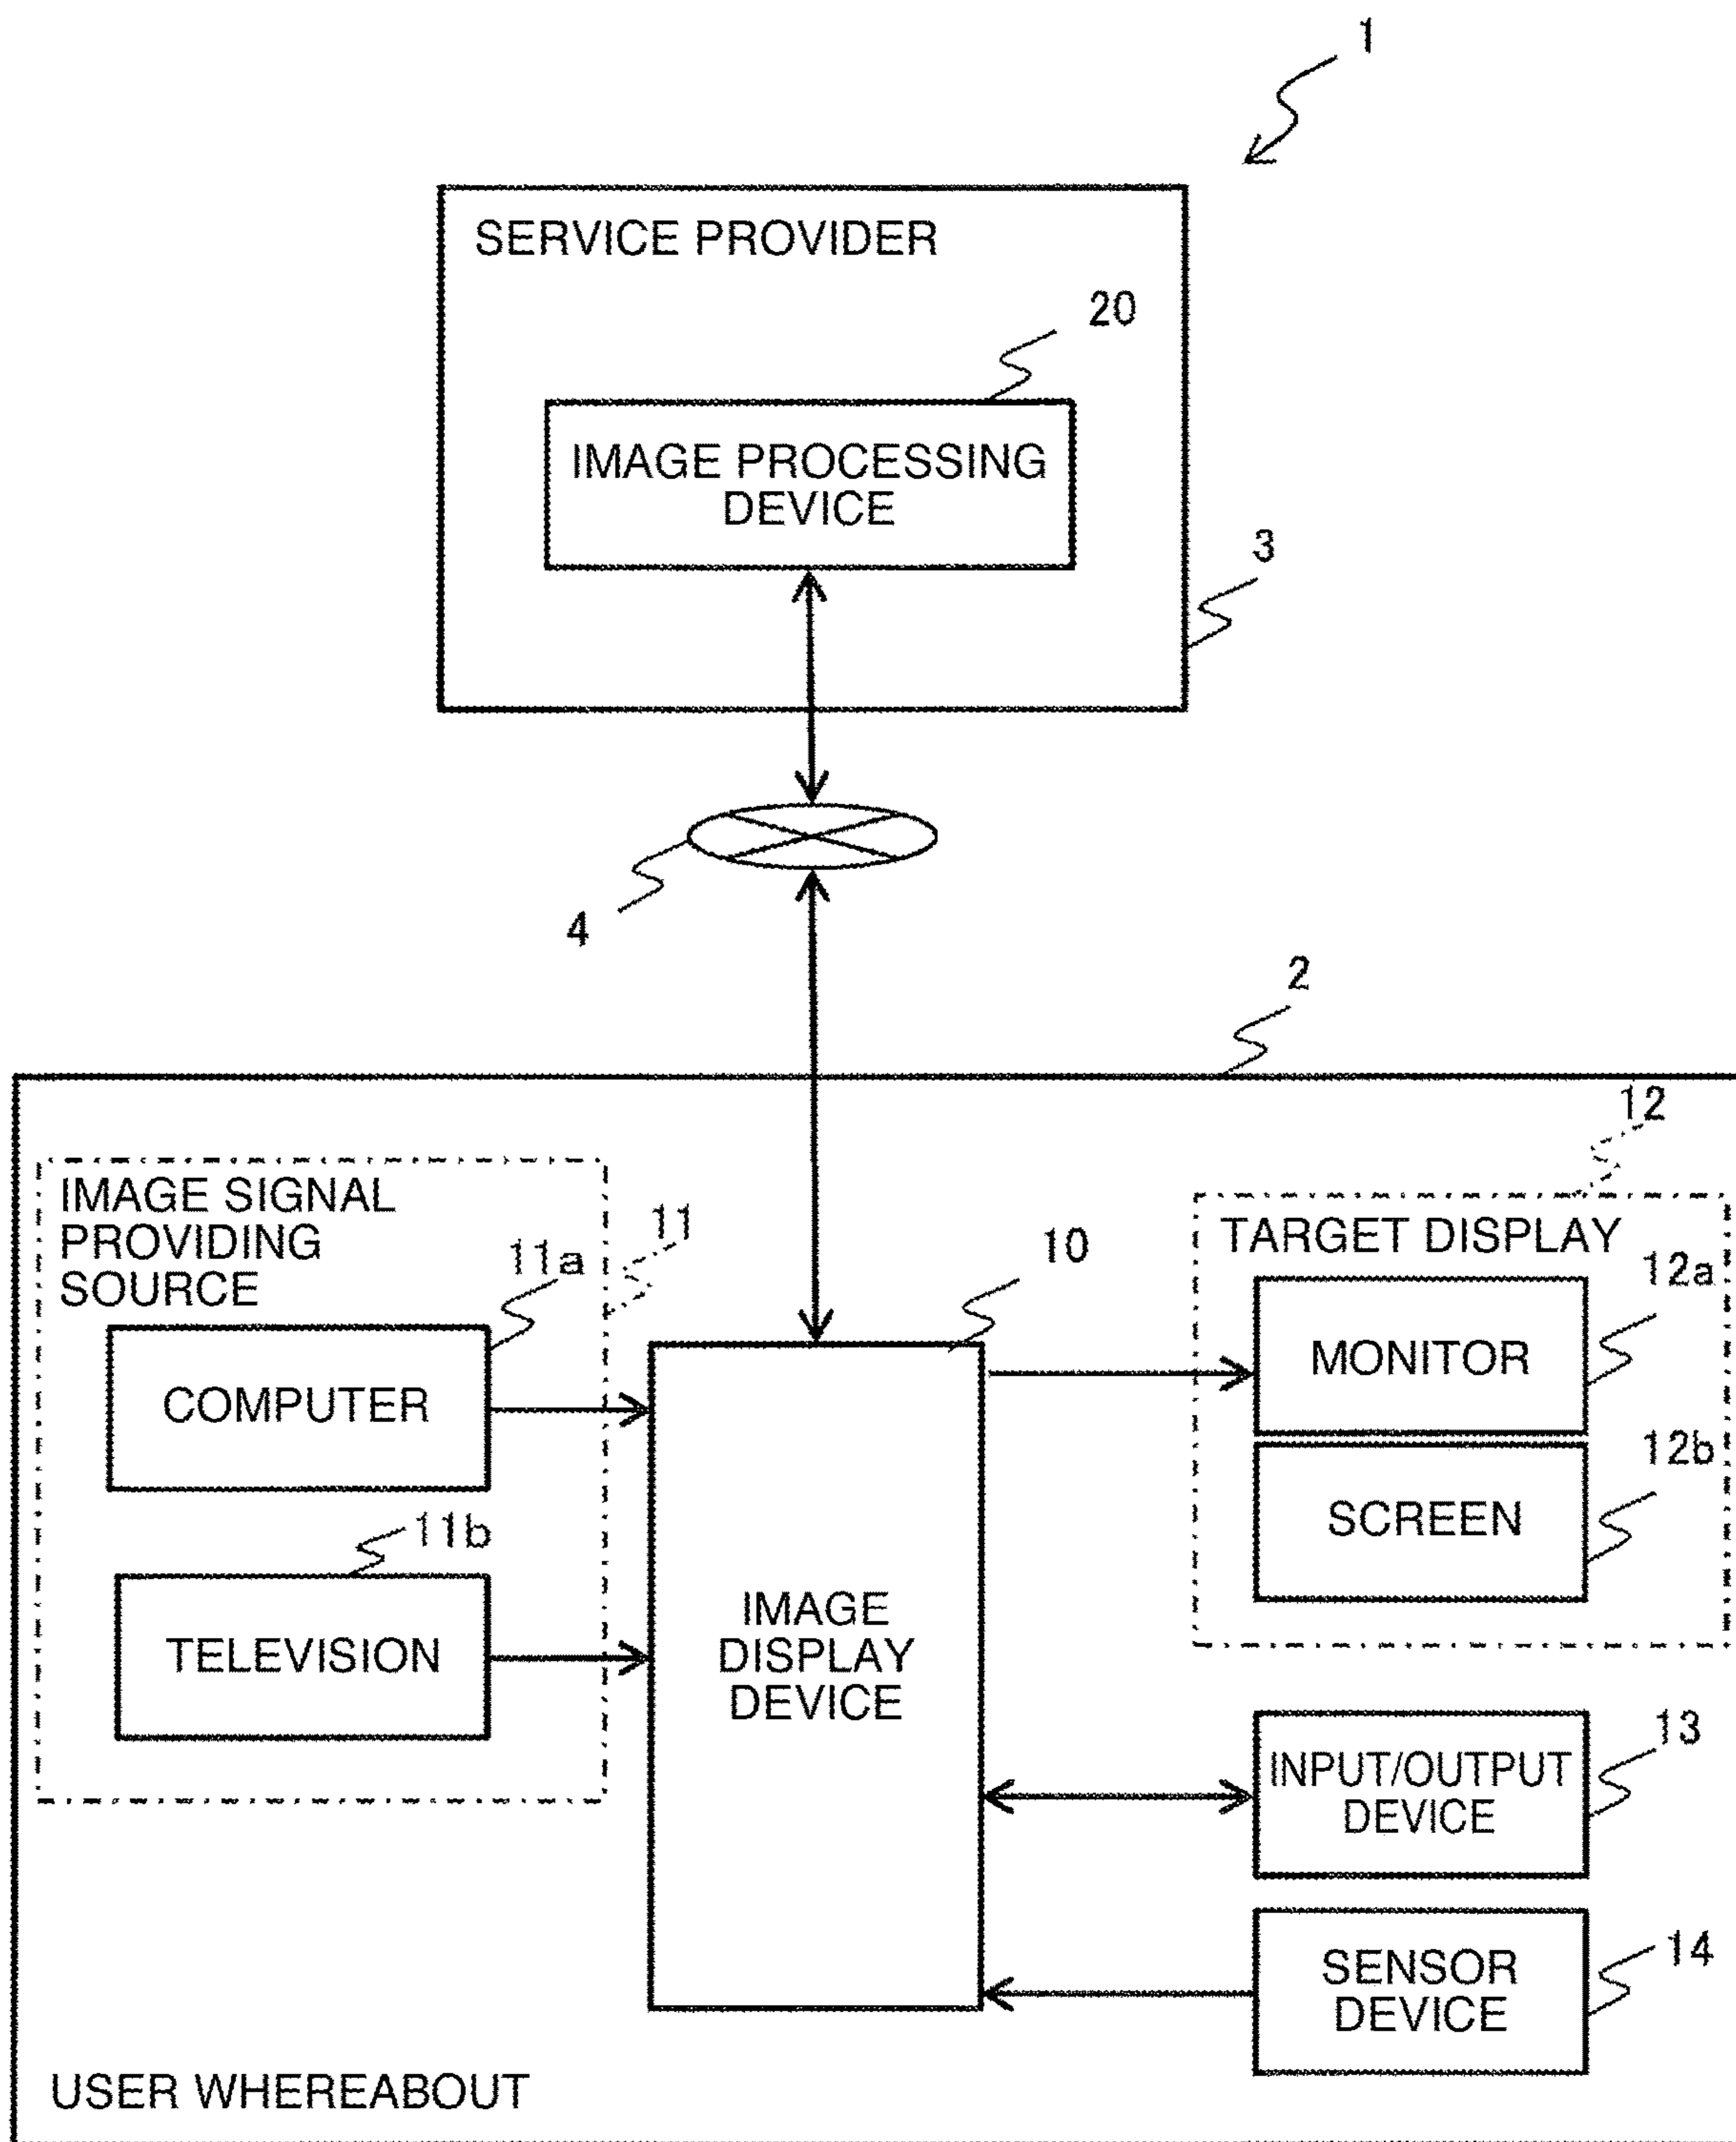 1
SERVICE PROVIDER
20
IMAGE PROCESSING
DEVICE
3
4
2
12
IMAGE SIGNAL
PROVIDING
SOURCE
11
11a
10
TARGET DISPLAY
12a
COMPUTER
MONITOR
12b
SCREEN
11b
TELEVISION
IMAGE
DISPLAY
DEVICE
13
INPUT/OUTPUT
DEVICE
14
SENSOR
DEVICE
USER WHEREABOUT